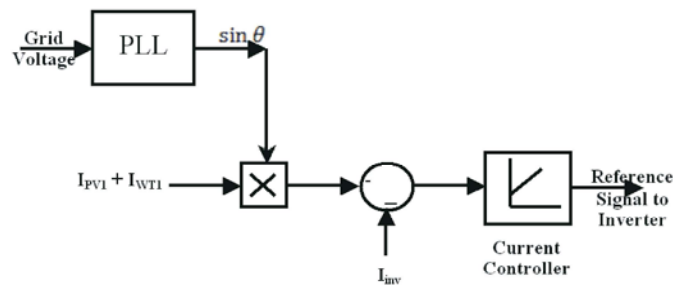 Grid
Voltage
PLL
sin θ
I_PV1 + I_WT1
-
_
I_inv
Current
Controller
Reference
Signal to
Inverter